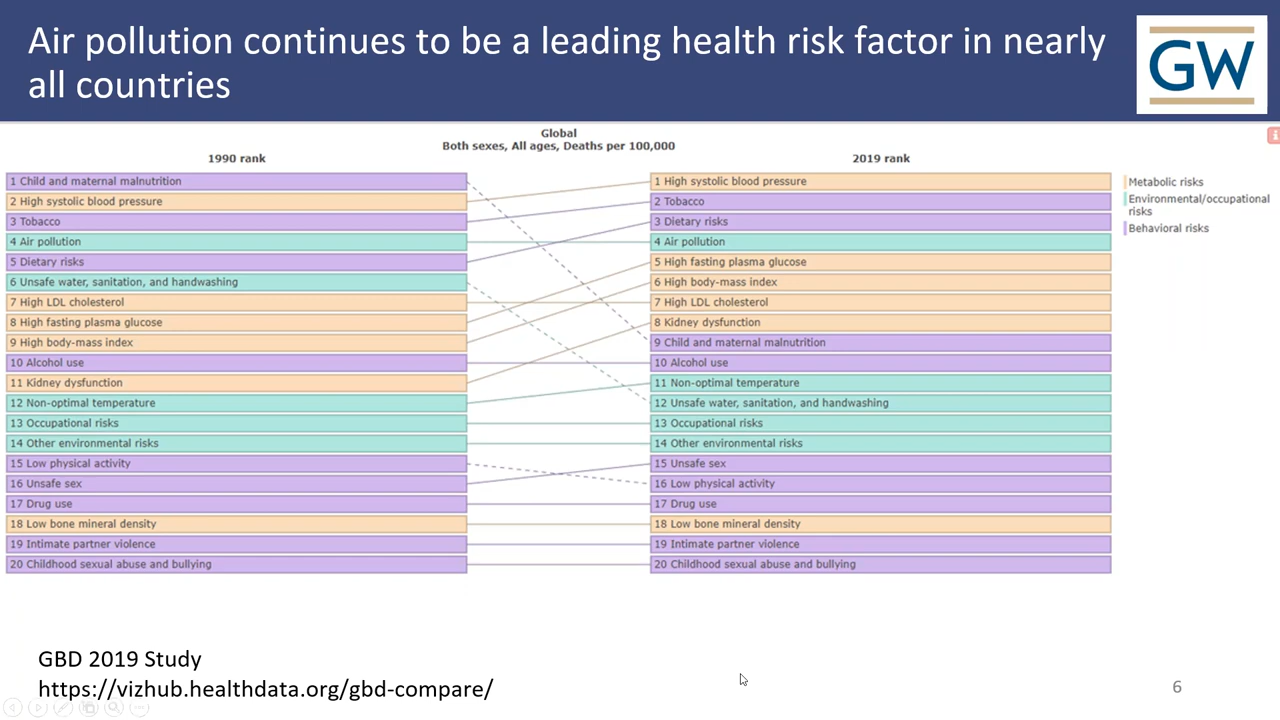 Air pollution continues to be a leading health risk factor in nearly
all countries
GW
Global
Both sexes, All ages, Deaths per 100,000
1990 rank
2019 rank
1 Child and maternal malnutrition
2 High systolic blood pressure
3 Tobacco
4 Air pollution
5 Dietary risks
6 Unsafe water, sanitation, and handwashing
7 High LDL cholesterol
8 High fasting plasma glucose
9 High body-mass index
10 Alcohol use
11 Kidney dysfunction
12 Non-optimal temperature
13 Occupational risks
14 Other environmental risks
15 Low physical activity
16 Unsafe sex
17 Drug use
18 Low bone mineral density
19 Intimate partner violence
20 Childhood sexual abuse and bullying
1 High systolic blood pressure
2 Tobacco
3 Dietary risks
4 Air pollution
5 High fasting plasma glucose
6 High body-mass index
7 High LDL cholesterol
8 Kidney dysfunction
9 Child and maternal malnutrition
10 Alcohol use
11 Non-optimal temperature
12 Unsafe water, sanitation, and handwashing
13 Occupational risks
14 Other environmental risks
15 Unsafe sex
16 Low physical activity
17 Drug use
18 Low bone mineral density
19 Intimate partner violence
20 Childhood sexual abuse and bullying
Metabolic risks
Environmental/occupational
risks
Behavioral risks
GBD 2019 Study
https://vizhub.healthdata.org/gbd-compare/
6